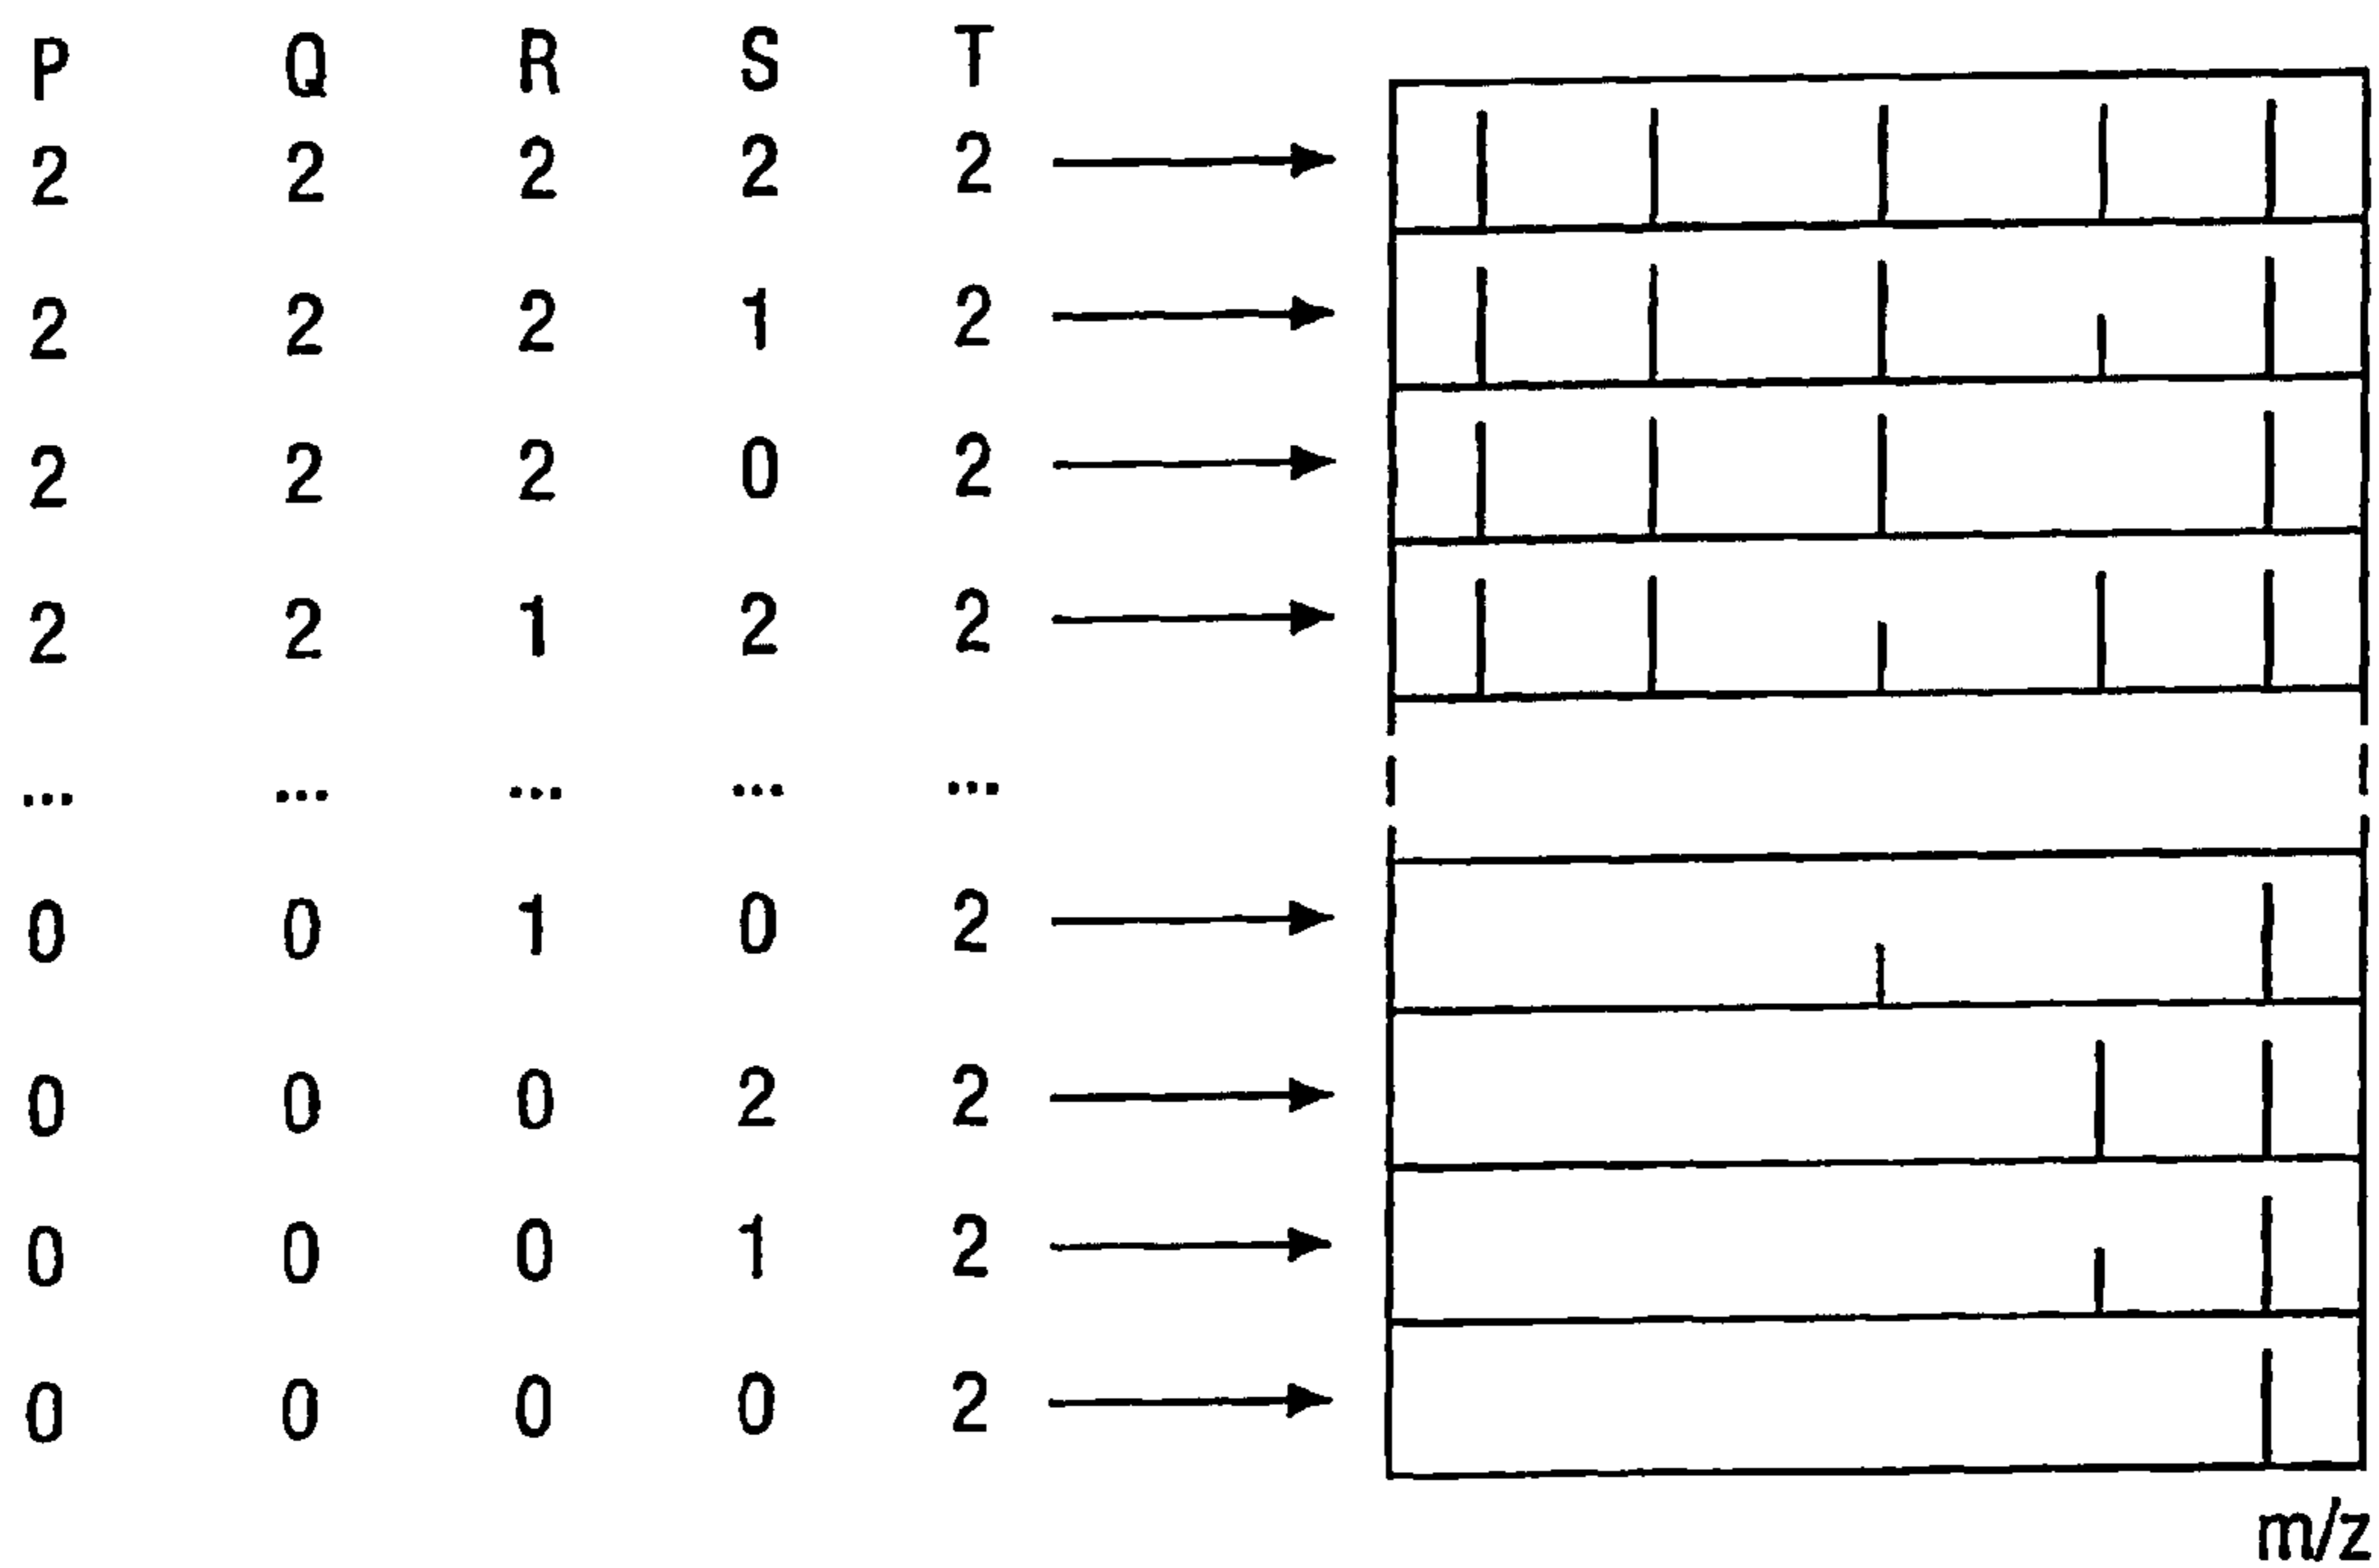 P Q R S T
2 2 2 2 2
2 2 2 1 2
2 2 2 0 2
2 2 1 2 2
... ... ... ... ...
0 0 1 0 2
0 0 0 2 2
0 0 0 1 2
0 0 0 0 2
m/z